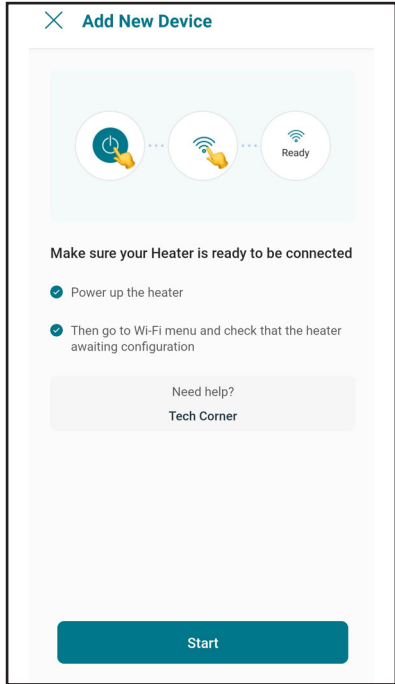 Add New Device
Ready
Make sure your Heater is ready to be connected
Power up the heater
Then go to Wi-Fi menu and check that the heater
awaiting configuration
Need help?
Tech Corner
Start